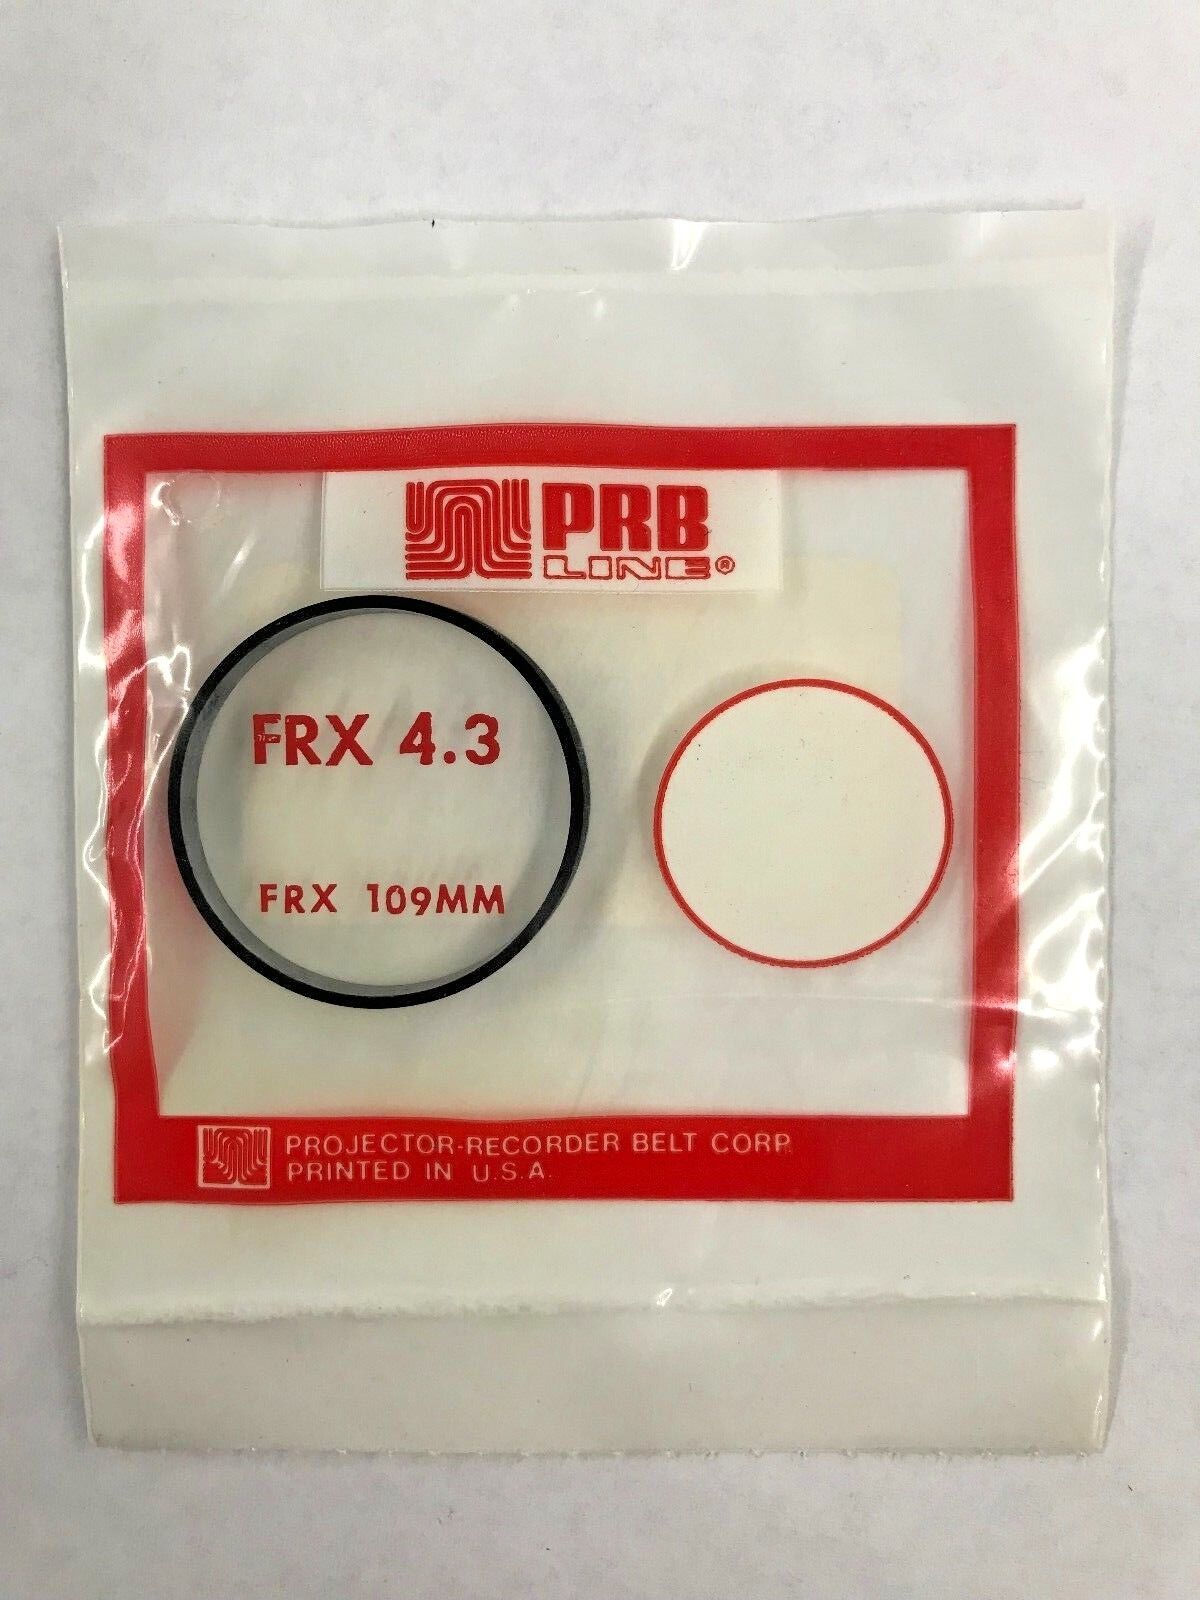 PRB
LINE®
FRX 4.3
FRX 109MM
PROJECTOR-RECORDER BELT CORP.
PRINTED IN U.S.A.